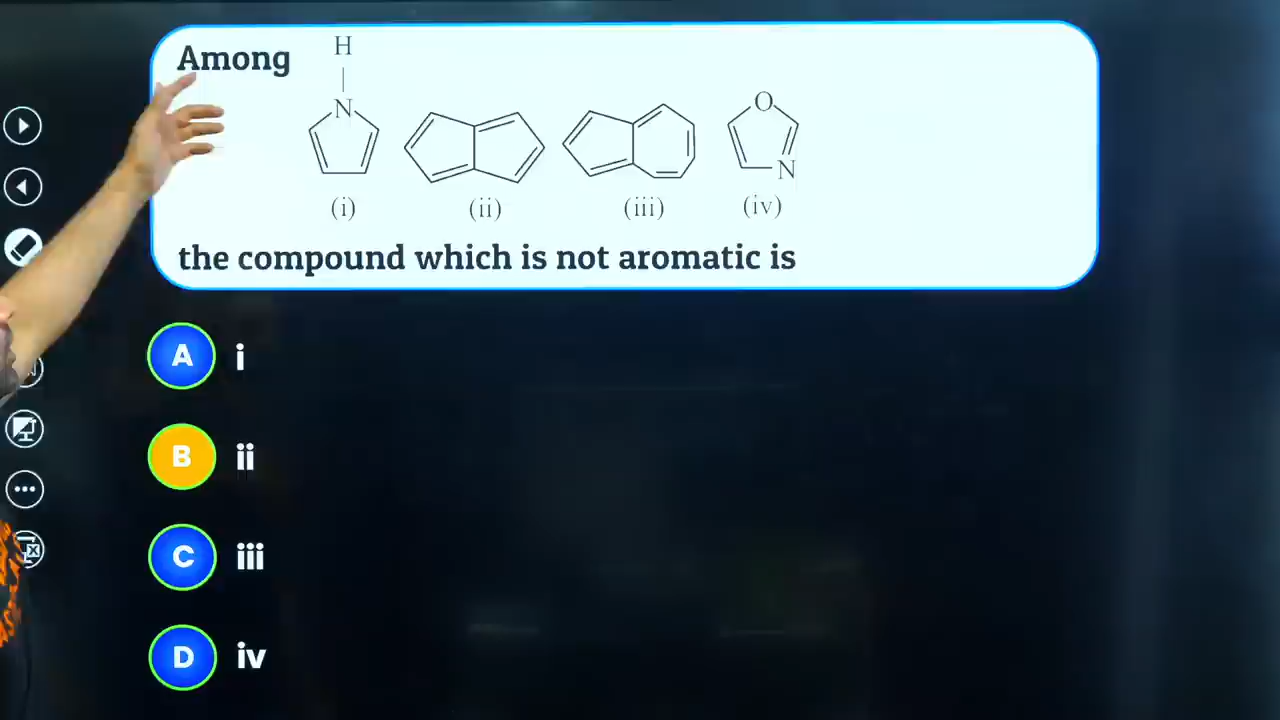 Among
H
N
O
N
(i)
(ii)
(iii)
(iv)
the compound which is not aromatic is
A i
B ii
C iii
D iv